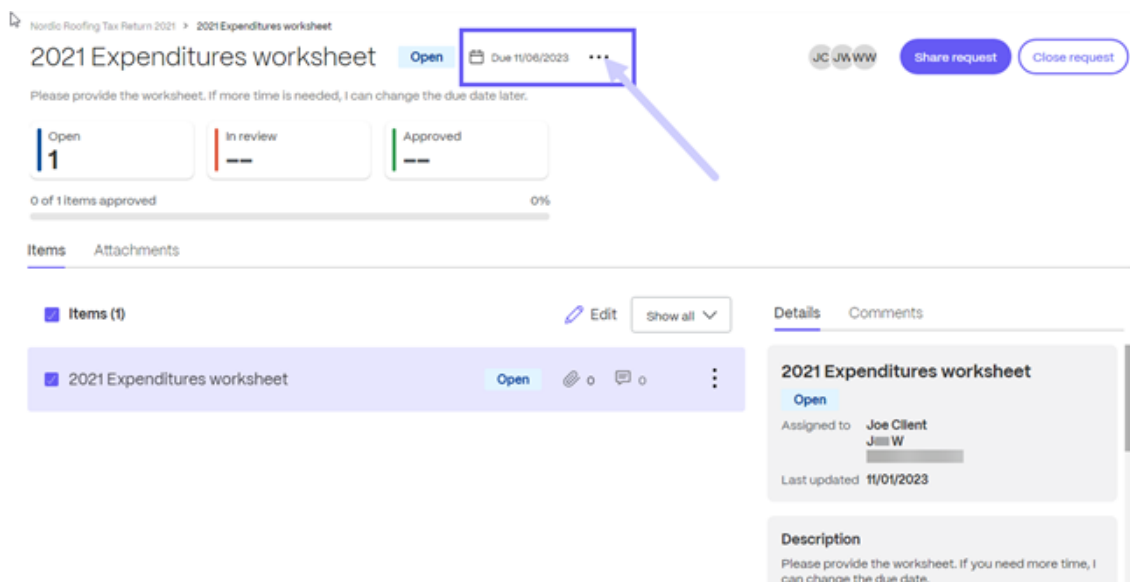 Nordic Roofing Tax Return 2021 > 2021 Expenditures worksheet
2021 Expenditures worksheet Open Due 11/06/2023 ••• JC JW WW Share request Close request
Please provide the worksheet. If more time is needed, I can change the due date later.
Open In review Approved
1 -- --
0 of 1 items approved 0%
Items Attachments
Items (1) Edit Show all
Details Comments
2021 Expenditures worksheet Open 0 0
2021 Expenditures worksheet
Open
Assigned to Joe Client
J W
Last updated 11/01/2023
Description
Please provide the worksheet. If you need more time, I
can change the due date.